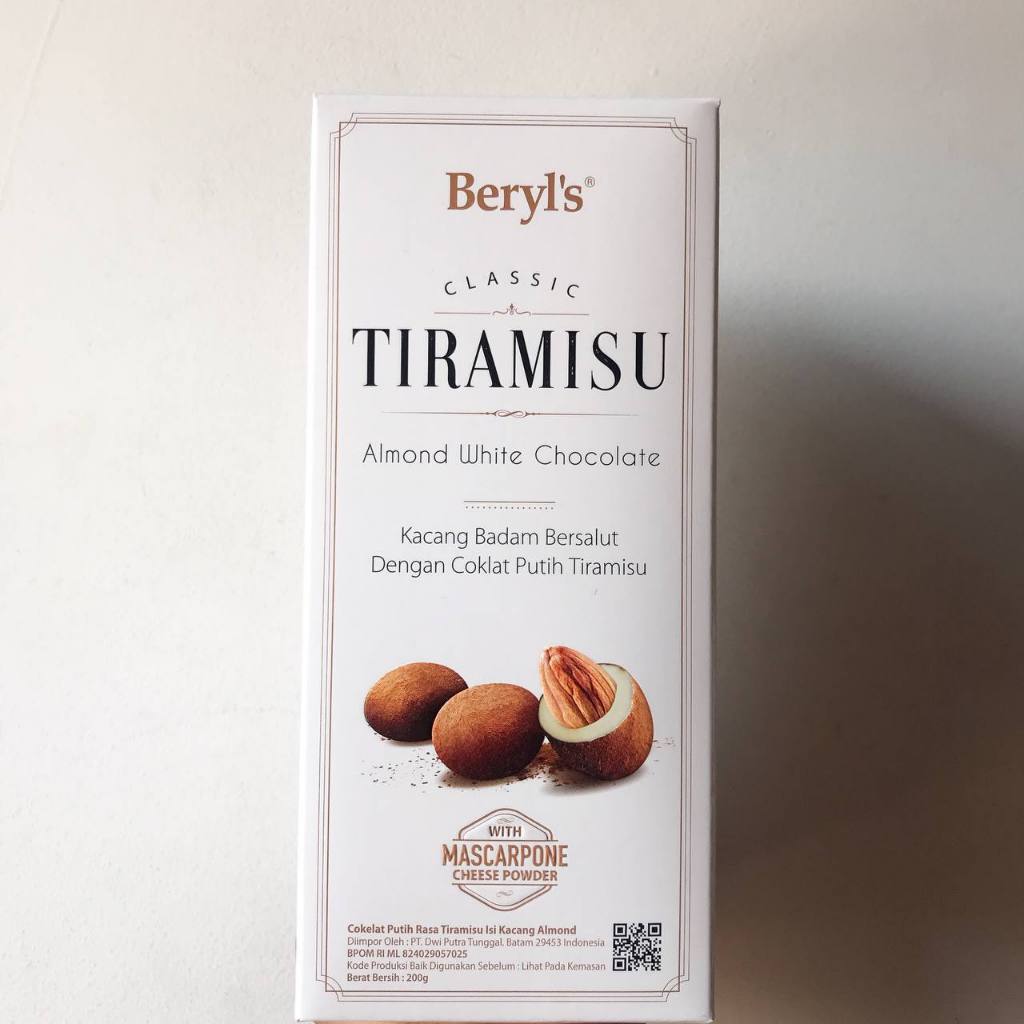 Beryl's®
CLASSIC
TIRAMISU
Almond White Chocolate
Kacang Badam Bersalut
Dengan Coklat Putih Tiramisu
WITH
MASCARPONE
CHEESE POWDER
Cokelat Putih Rasa Tiramisu Isi Kacang Almond
Diimpor Oleh : PT. Dwi Putra Tunggal. Batam 29453 Indonesia
BPOM RI ML 824029057025
Kode Produksi Baik Digunakan Sebelum : Lihat Pada Kemasan
Berat Bersih : 200g